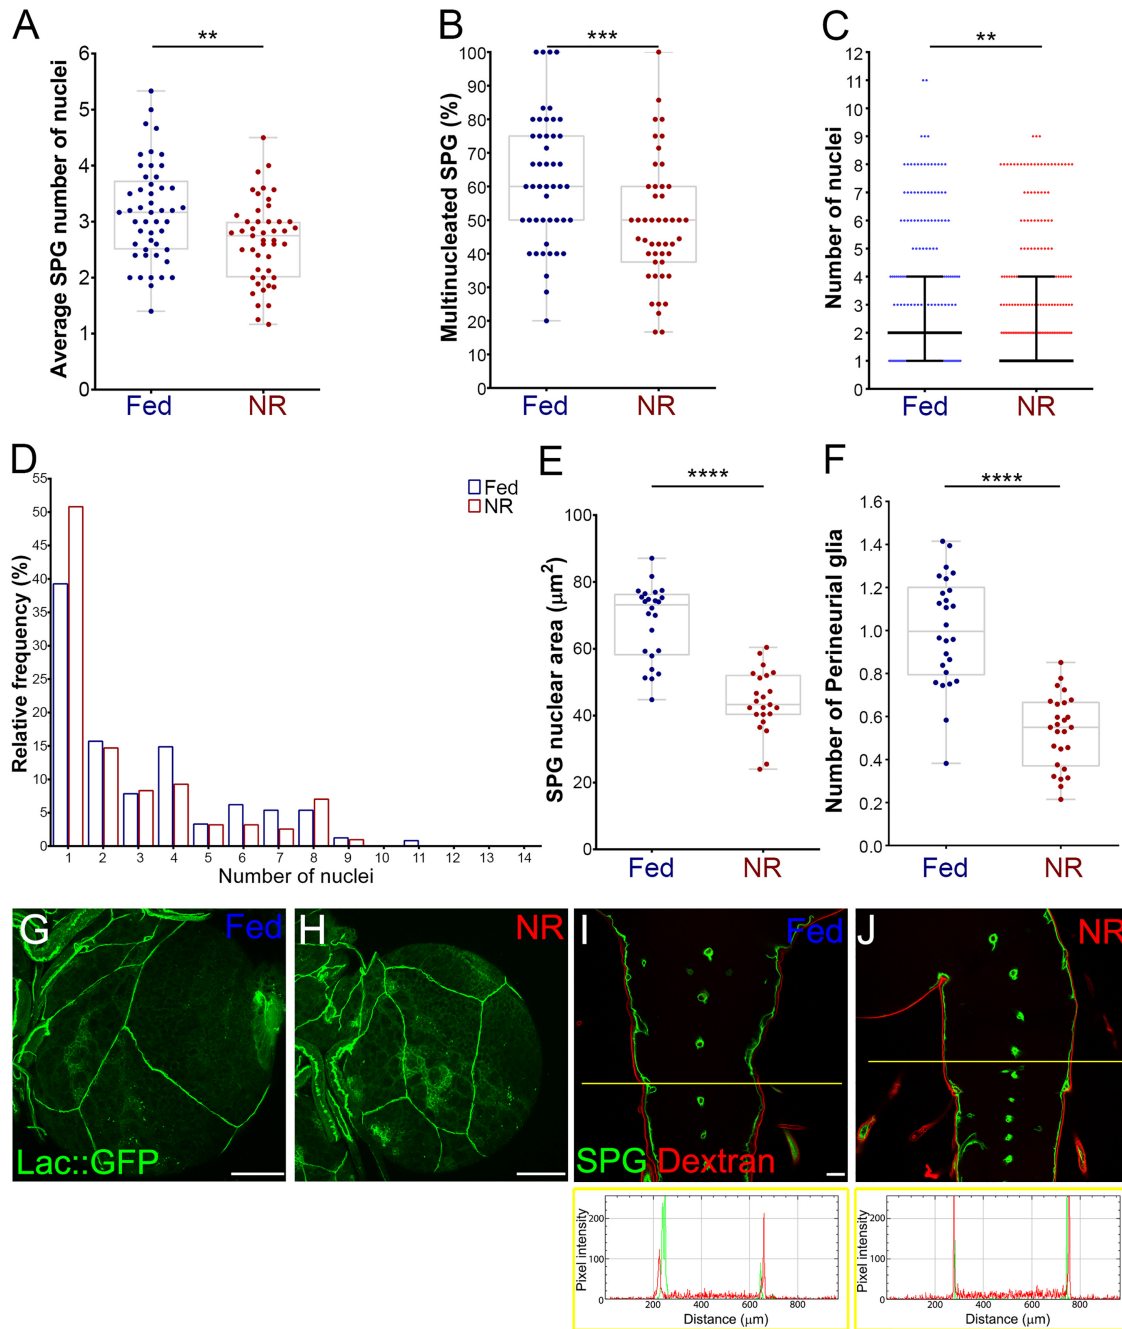 A
**
Average SPG number of nuclei
6
5
4
3
2
1
0
Fed
NR
B
***
Multinucleated SPG (%)
100
90
80
70
60
50
40
30
20
10
0
Fed
NR
C
**
Number of nuclei
12
11
10
9
8
7
6
5
4
3
2
1
0
Fed
NR
D
Relative frequency (%)
55
50
45
40
35
30
25
20
15
10
5
0
1 2 3 4 5 6 7 8 9 10 11 12 13 14
Number of nuclei
Fed
NR
E
****
SPG nuclear area (µm²)
100
80
60
40
20
0
Fed
NR
F
****
Number of Perineurial glia
1.6
1.4
1.2
1.0
0.8
0.6
0.4
0.2
0.0
Fed
NR
G
Fed
Lac::GFP
H
NR
I
Fed
SPG Dextran
J
NR
Pixel intensity
200
100
0
200 400 600 800
Distance (µm)
Pixel intensity
200
100
0
200 400 600 800
Distance (µm)